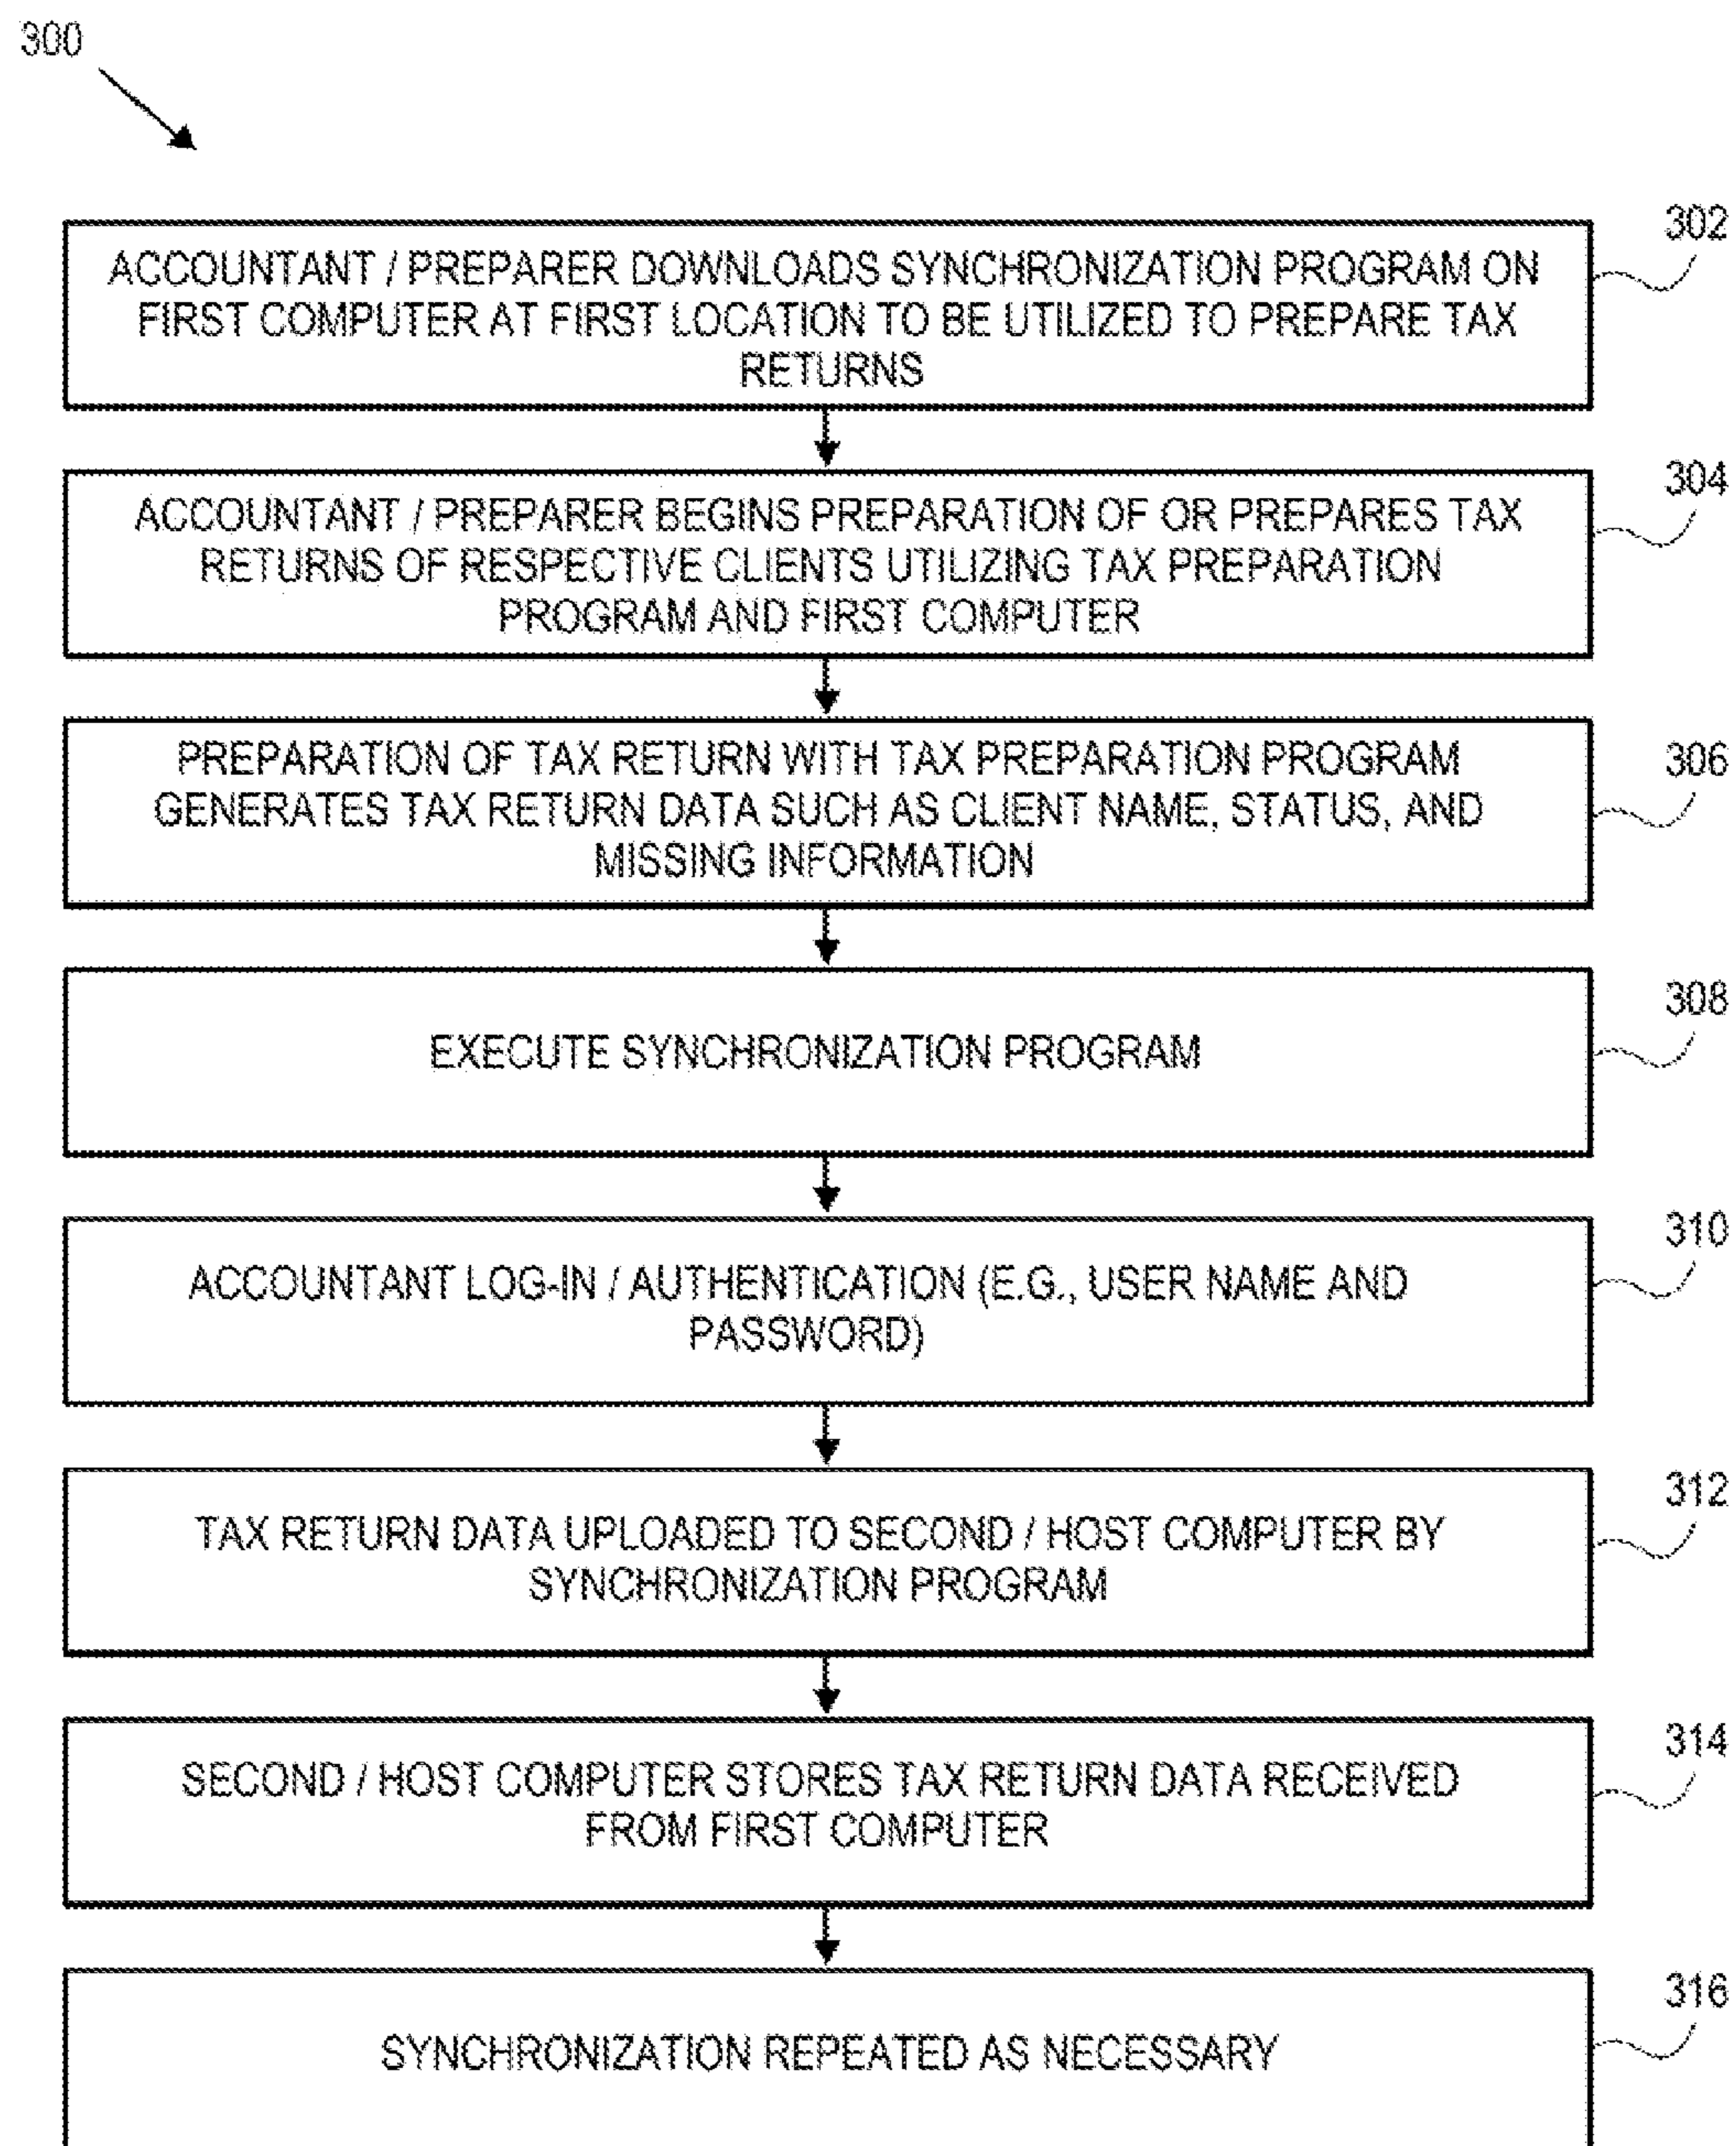 300
302
ACCOUNTANT / PREPARER DOWNLOADS SYNCHRONIZATION PROGRAM ON
FIRST COMPUTER AT FIRST LOCATION TO BE UTILIZED TO PREPARE TAX
RETURNS
304
ACCOUNTANT / PREPARER BEGINS PREPARATION OF OR PREPARES TAX
RETURNS OF RESPECTIVE CLIENTS UTILIZING TAX PREPARATION
PROGRAM AND FIRST COMPUTER
306
PREPARATION OF TAX RETURN WITH TAX PREPARATION PROGRAM
GENERATES TAX RETURN DATA SUCH AS CLIENT NAME, STATUS, AND
MISSING INFORMATION
308
EXECUTE SYNCHRONIZATION PROGRAM
310
ACCOUNTANT LOG-IN / AUTHENTICATION (E.G., USER NAME AND
PASSWORD)
312
TAX RETURN DATA UPLOADED TO SECOND / HOST COMPUTER BY
SYNCHRONIZATION PROGRAM
314
SECOND / HOST COMPUTER STORES TAX RETURN DATA RECEIVED
FROM FIRST COMPUTER
316
SYNCHRONIZATION REPEATED AS NECESSARY